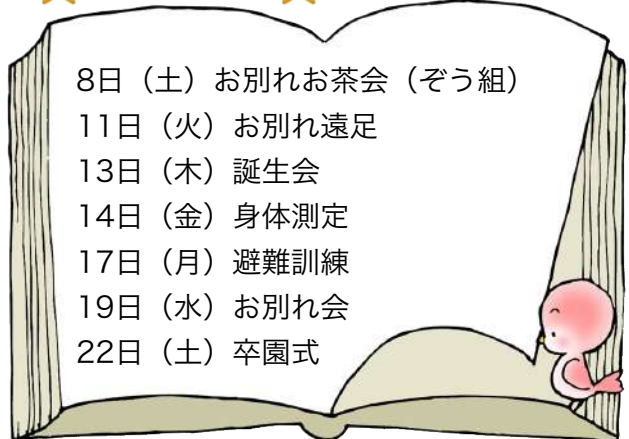 8日（土）お別れお茶会（ぞう組）
11日（火）お別れ遠足
13日（木）誕生会
14日（金）身体測定
17日（月）避難訓練
19日（水）お別れ会
22日（土）卒園式